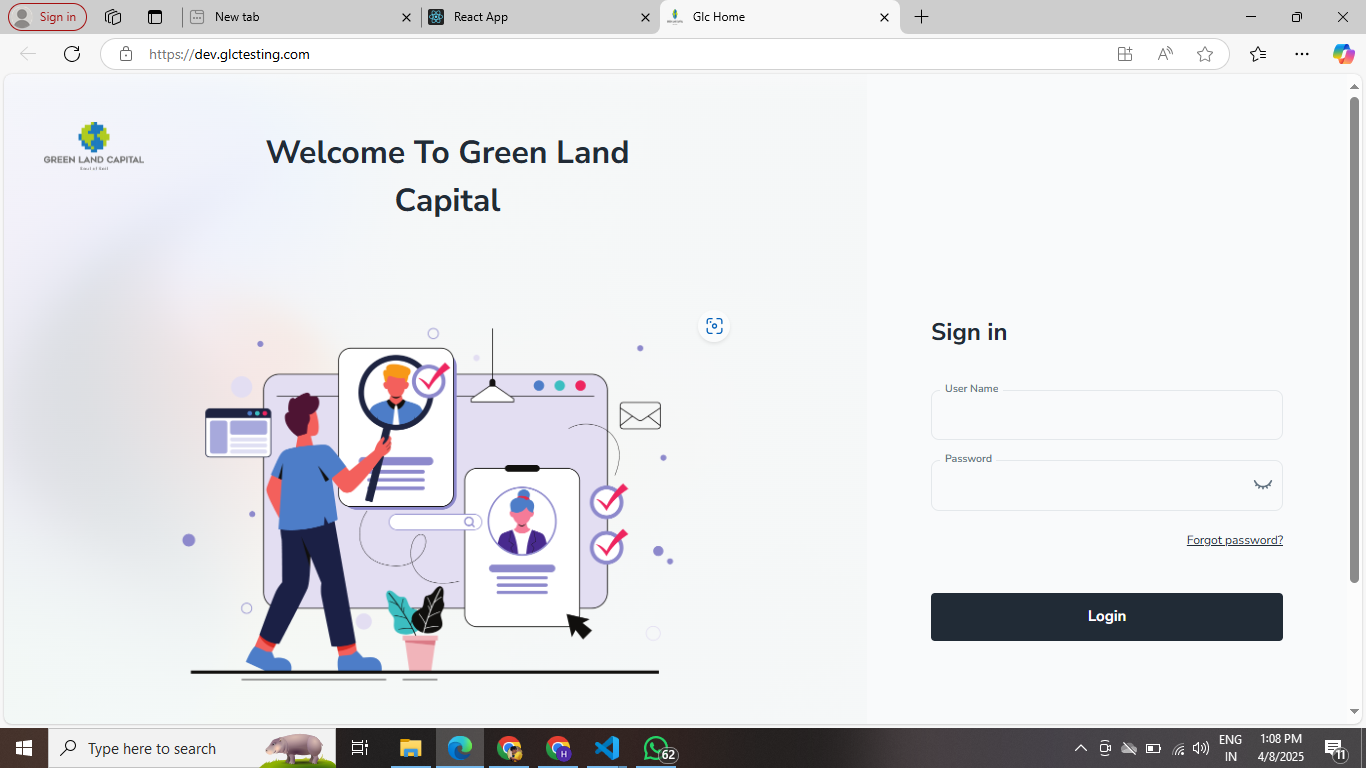 Sign in
New tab
React App
Glc Home
https://dev.glctesting.com
GREEN LAND CAPITAL
Welcome To Green Land
Capital
Sign in
User Name
Password
Forgot password?
Login
Type here to search
H
62
ENG
IN
1:08 PM
4/8/2025
11